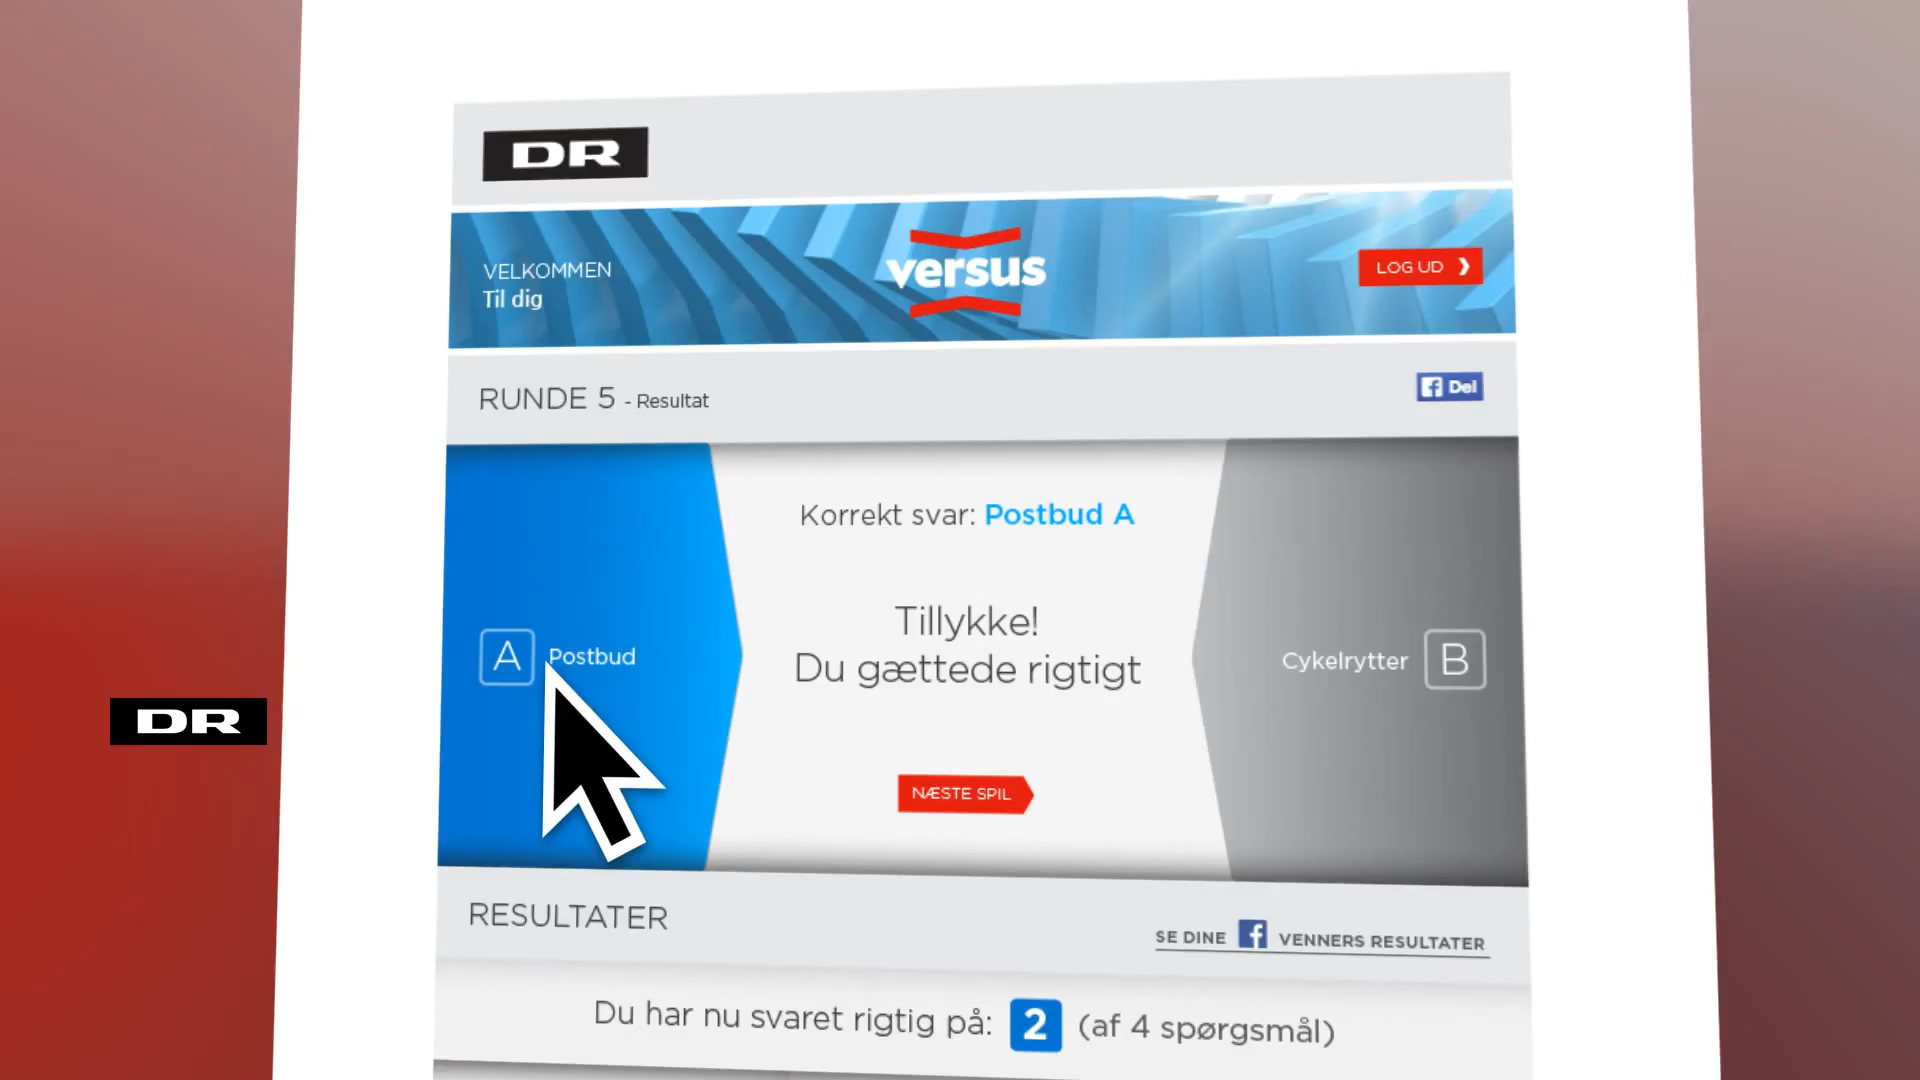 DR
VELKOMMEN
Til dig
versus
LOG UD
RUNDE 5 - Resultat
Del
Korrekt svar: Postbud A
Tillykke!
Du gættede rigtigt
A Postbud
Cykelrytter B
DR
NÆSTE SPIL
RESULTATER
SE DINE f VENNERS RESULTATER
Du har nu svaret rigtig på: 2 (af 4 spørgsmål)